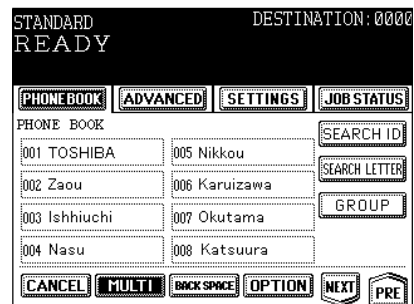 STANDARD DESTINATION:0000
READY
PHONE BOOK ADVANCED SETTINGS JOB STATUS
PHONE BOOK
SEARCH ID
001 TOSHIBA 005 Nikkou
SEARCH LETTER
002 Zaou 006 Karuizawa
GROUP
003 Ishhiuchi 007 Okutama
004 Nasu 008 Katsuura
CANCEL MULTI BACK SPACE OPTION NEXT PRE